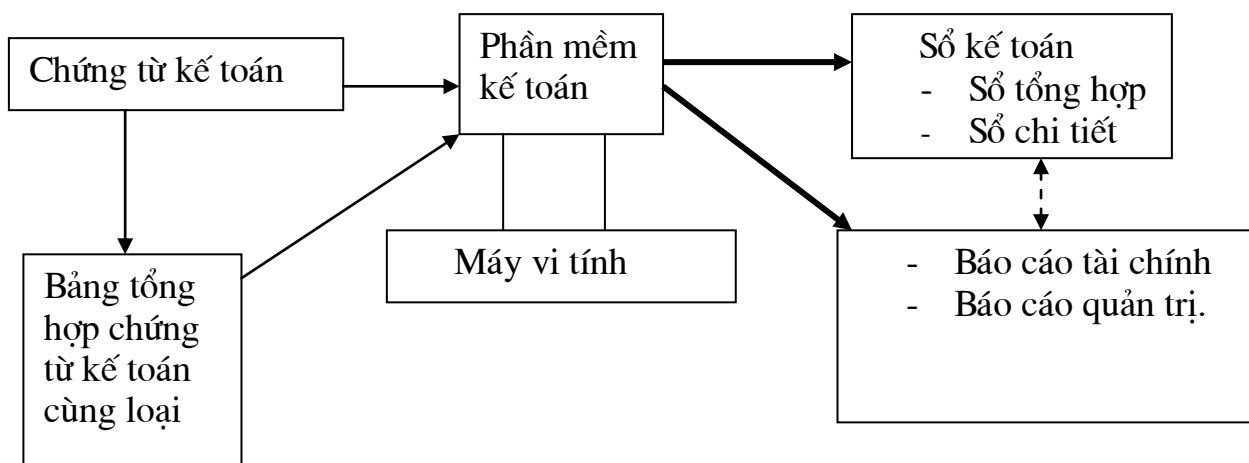 Chứng từ kế toán
Phần mềm
kế toán
Sổ kế toán
- Sổ tổng hợp
- Sổ chi tiết
Máy vi tính
Bảng tổng
hợp chứng
từ kế toán
cùng loại
- Báo cáo tài chính
- Báo cáo quản trị.